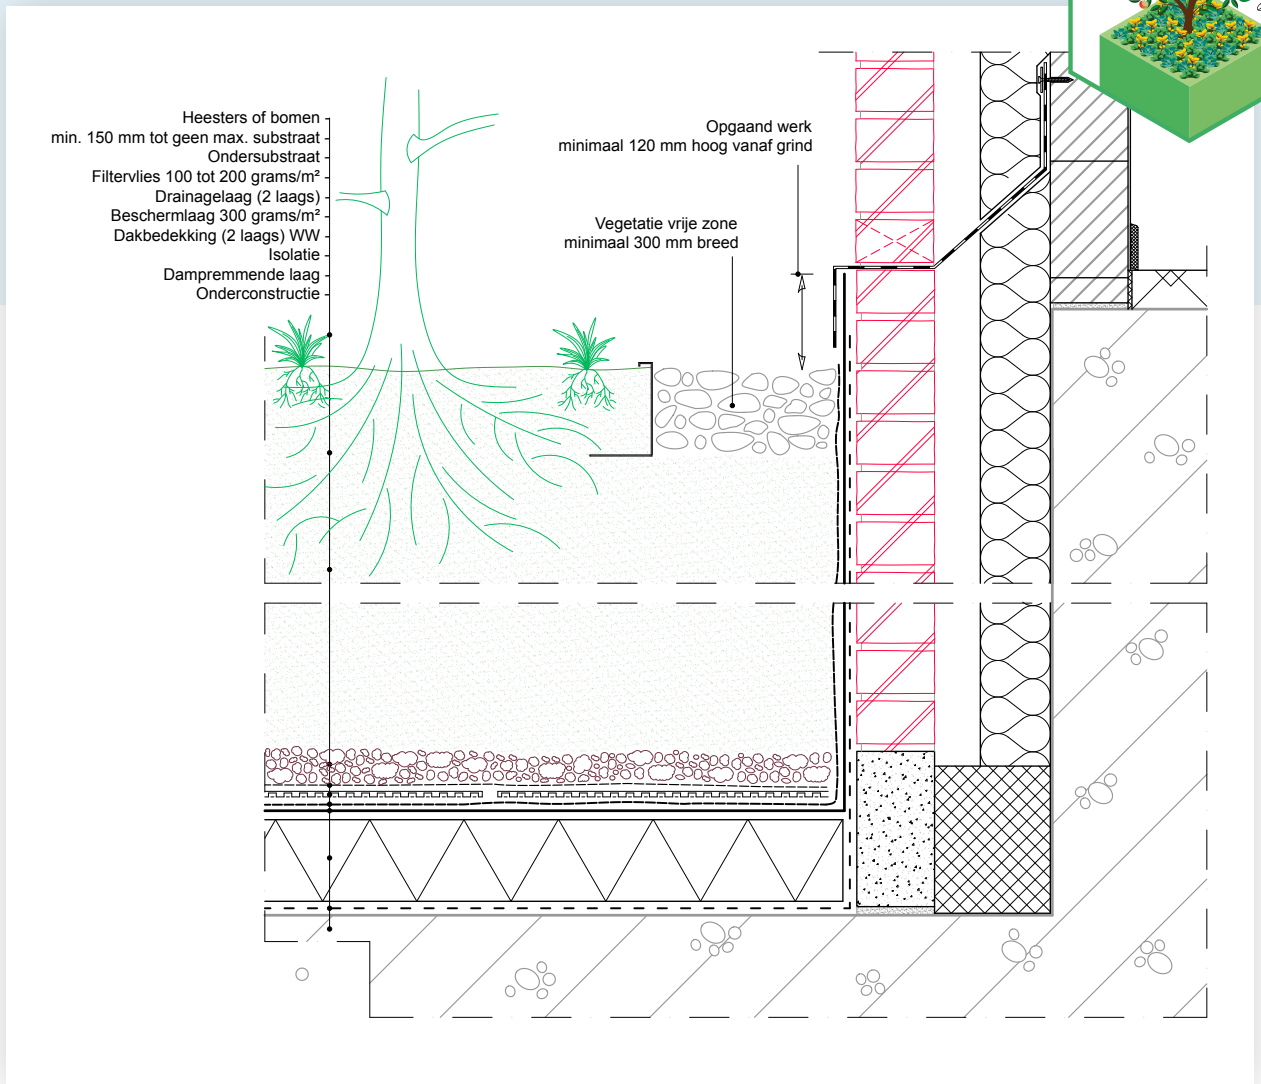 Heesters of bomen
min. 150 mm tot geen max. substraat
Ondersubstraat
Filtervlies 100 tot 200 grams/m²
Drainagelaag (2 laags)
Beschermlaag 300 grams/m²
Dakbedekking (2 laags) WW
Isolatie
Dampremmende laag
Onderconstructie
Opgaand werk
minimaal 120 mm hoog vanaf grind
Vegetatie vrije zone
minimaal 300 mm breed